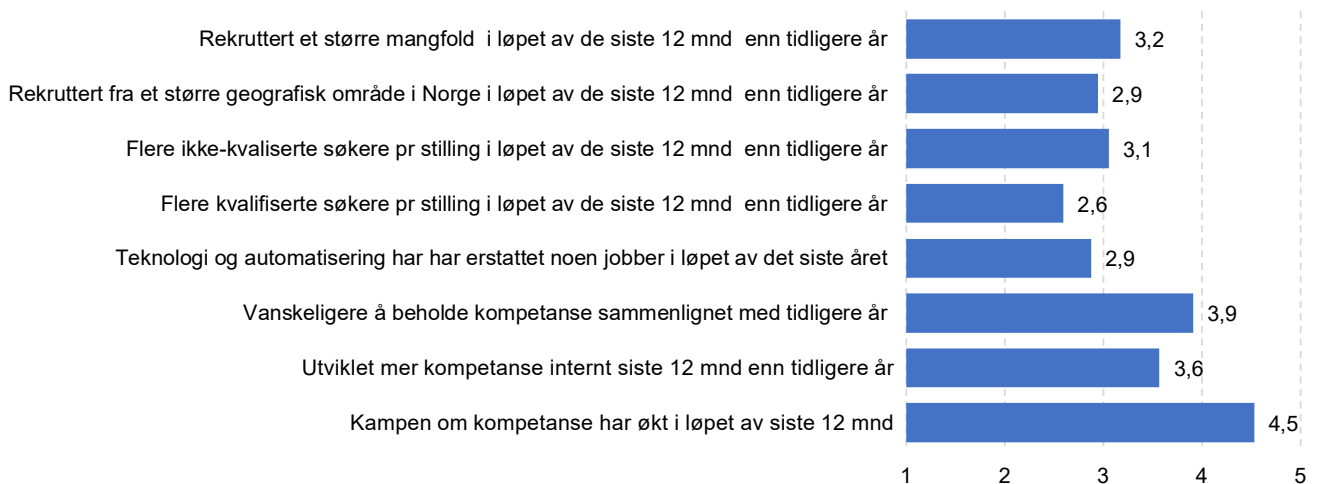 Rekruttert et større mangfold i løpet av de siste 12 mnd enn tidligere år
3,2
Rekruttert fra et større geografisk område i Norge i løpet av de siste 12 mnd enn tidligere år
2,9
Flere ikke-kvaliserte søkere pr stilling i løpet av de siste 12 mnd enn tidligere år
3,1
Flere kvalifiserte søkere pr stilling i løpet av de siste 12 mnd enn tidligere år
2,6
Teknologi og automatisering har har erstattet noen jobber i løpet av det siste året
2,9
Vanskeligere å beholde kompetanse sammenlignet med tidligere år
3,9
Utviklet mer kompetanse internt siste 12 mnd enn tidligere år
3,6
Kampen om kompetanse har økt i løpet av siste 12 mnd
4,5
1 2 3 4 5